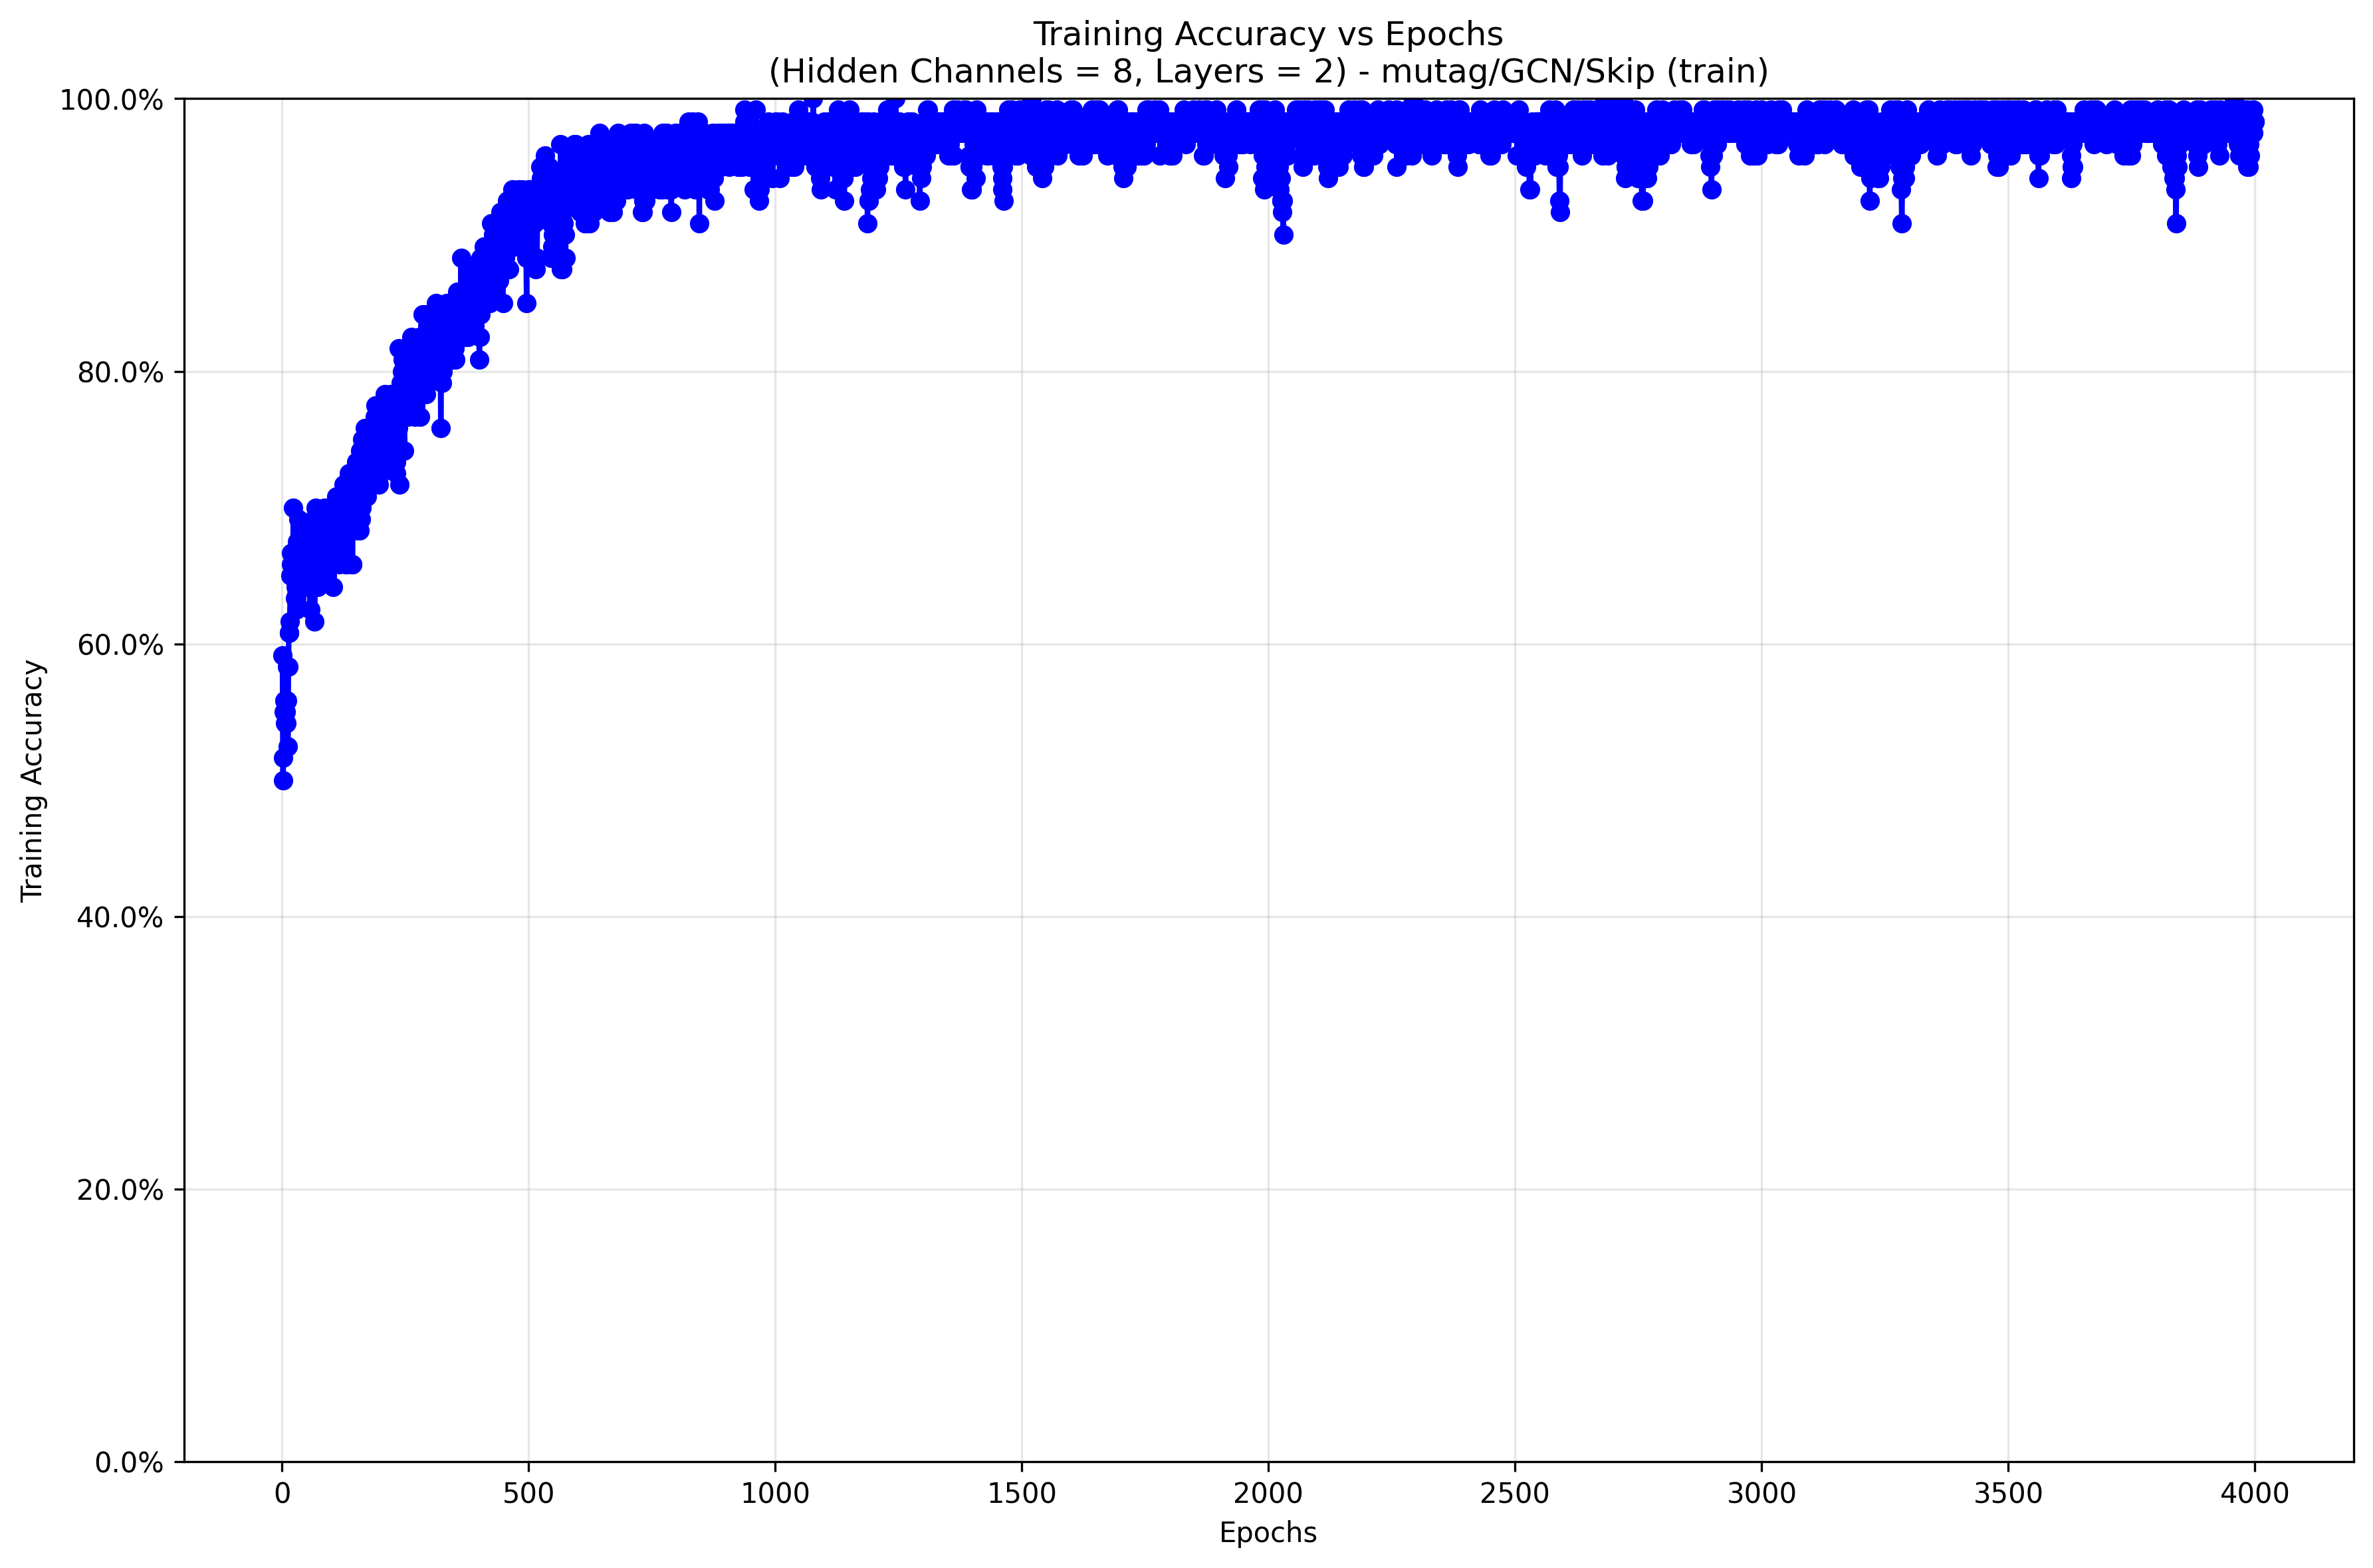 Training Accuracy vs Epochs
(Hidden Channels = 8, Layers = 2) - mutag/GCN/Skip (train)
100.0%
80.0%
60.0%
40.0%
20.0%
0.0%
Training Accuracy
0 500 1000 1500 2000 2500 3000 3500 4000
Epochs